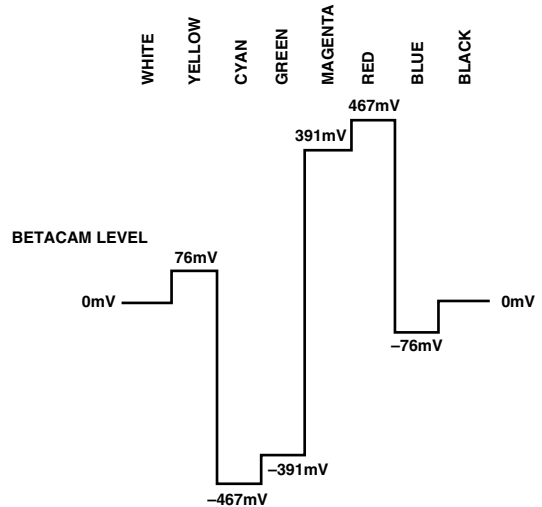 WHITE
YELLOW
CYAN
GREEN
MAGENTA
RED
BLUE
BLACK
467mV
391mV
BETACAM LEVEL
76mV
0mV
0mV
–76mV
–391mV
–467mV